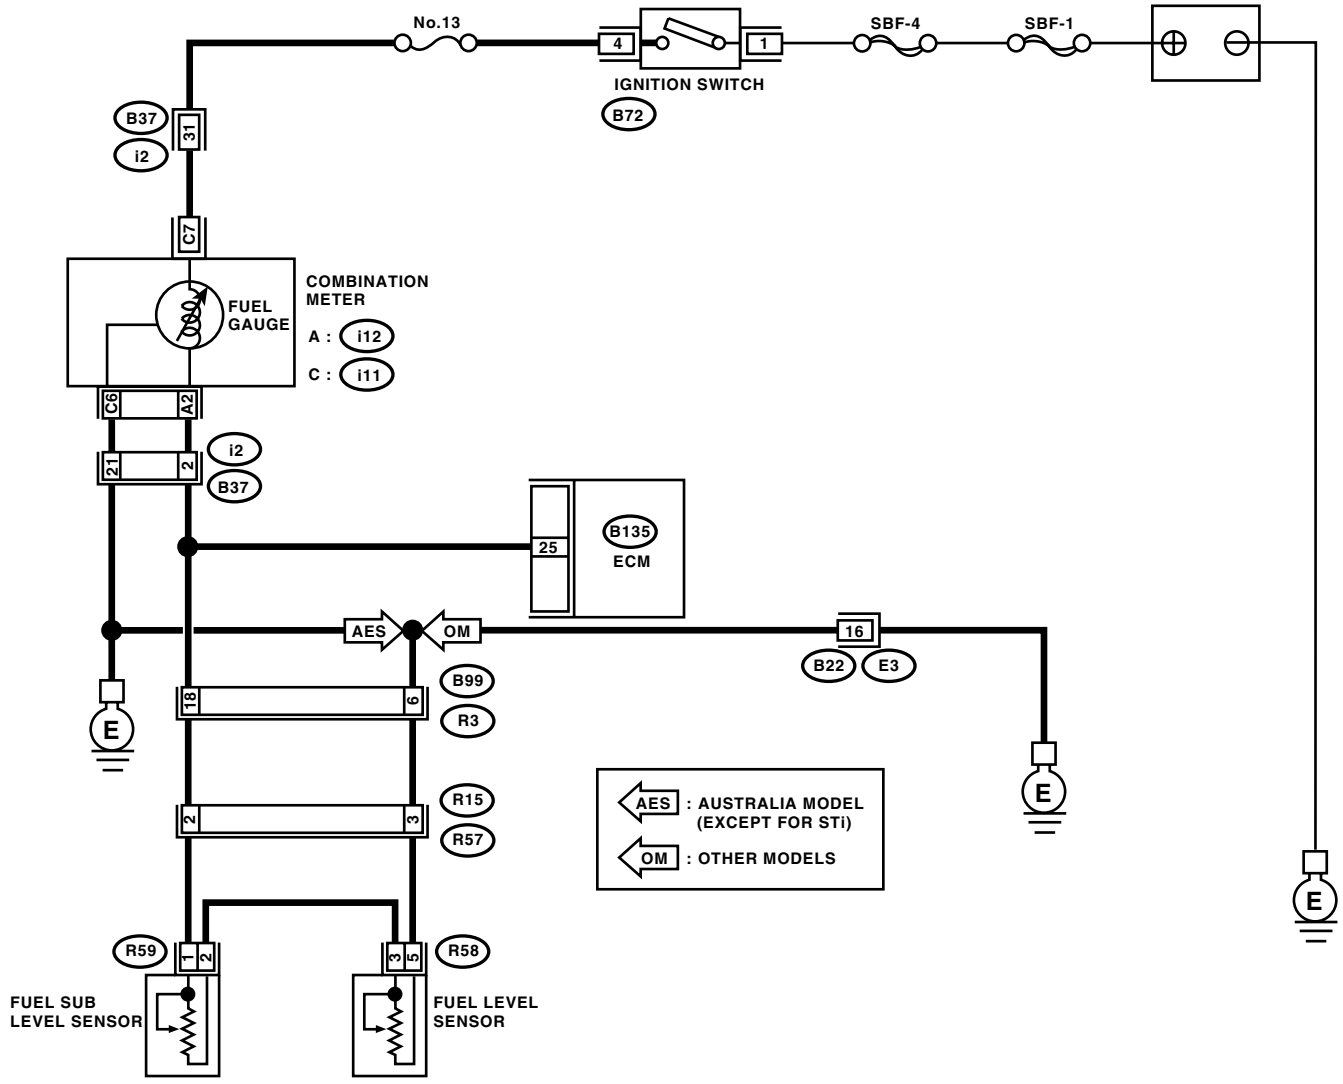 No.13
SBF-4
SBF-1
4
1
IGNITION SWITCH
B72
B37
31
i2
C7
COMBINATION
METER
FUEL
GAUGE
A : i12
C : i11
C6
A2
i2
21
2
B37
B135
25
ECM
AES
OM
16
B22
E3
B99
18
6
R3
E
E
AES : AUSTRALIA MODEL
(EXCEPT FOR STi)
OM : OTHER MODELS
R15
2
3
R57
E
R59
1
2
3
5
R58
FUEL SUB
LEVEL SENSOR
FUEL LEVEL
SENSOR